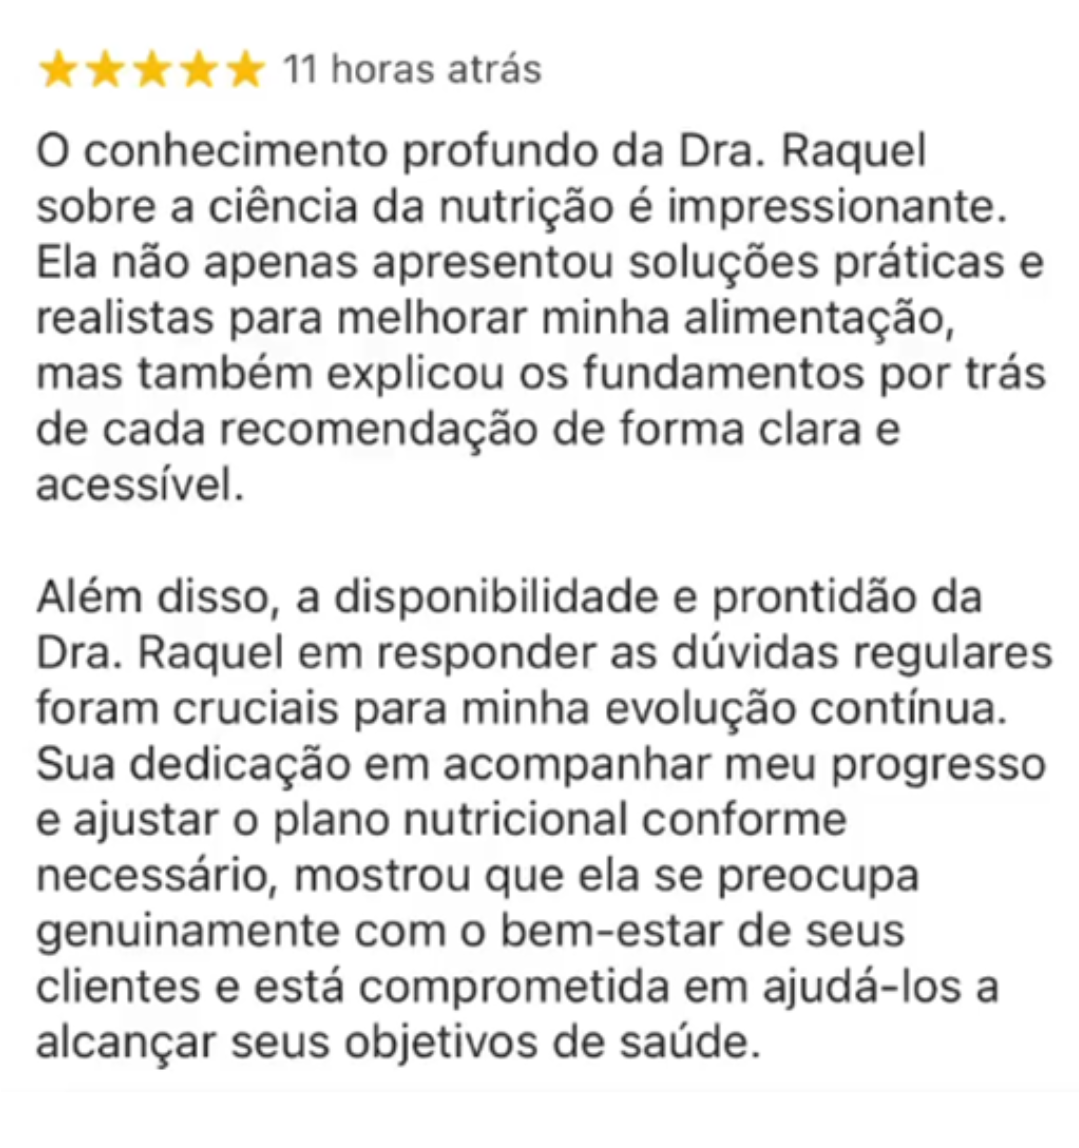 11 horas atrás
O conhecimento profundo da Dra. Raquel
sobre a ciência da nutrição é impressionante.
Ela não apenas apresentou soluções práticas e
realistas para melhorar minha alimentação,
mas também explicou os fundamentos por trás
de cada recomendação de forma clara e
acessível.
Além disso, a disponibilidade e prontidão da
Dra. Raquel em responder as dúvidas regulares
foram cruciais para minha evolução contínua.
Sua dedicação em acompanhar meu progresso
e ajustar o plano nutricional conforme
necessário, mostrou que ela se preocupa
genuinamente com o bem-estar de seus
clientes e está comprometida em ajudá-los a
alcançar seus objetivos de saúde.